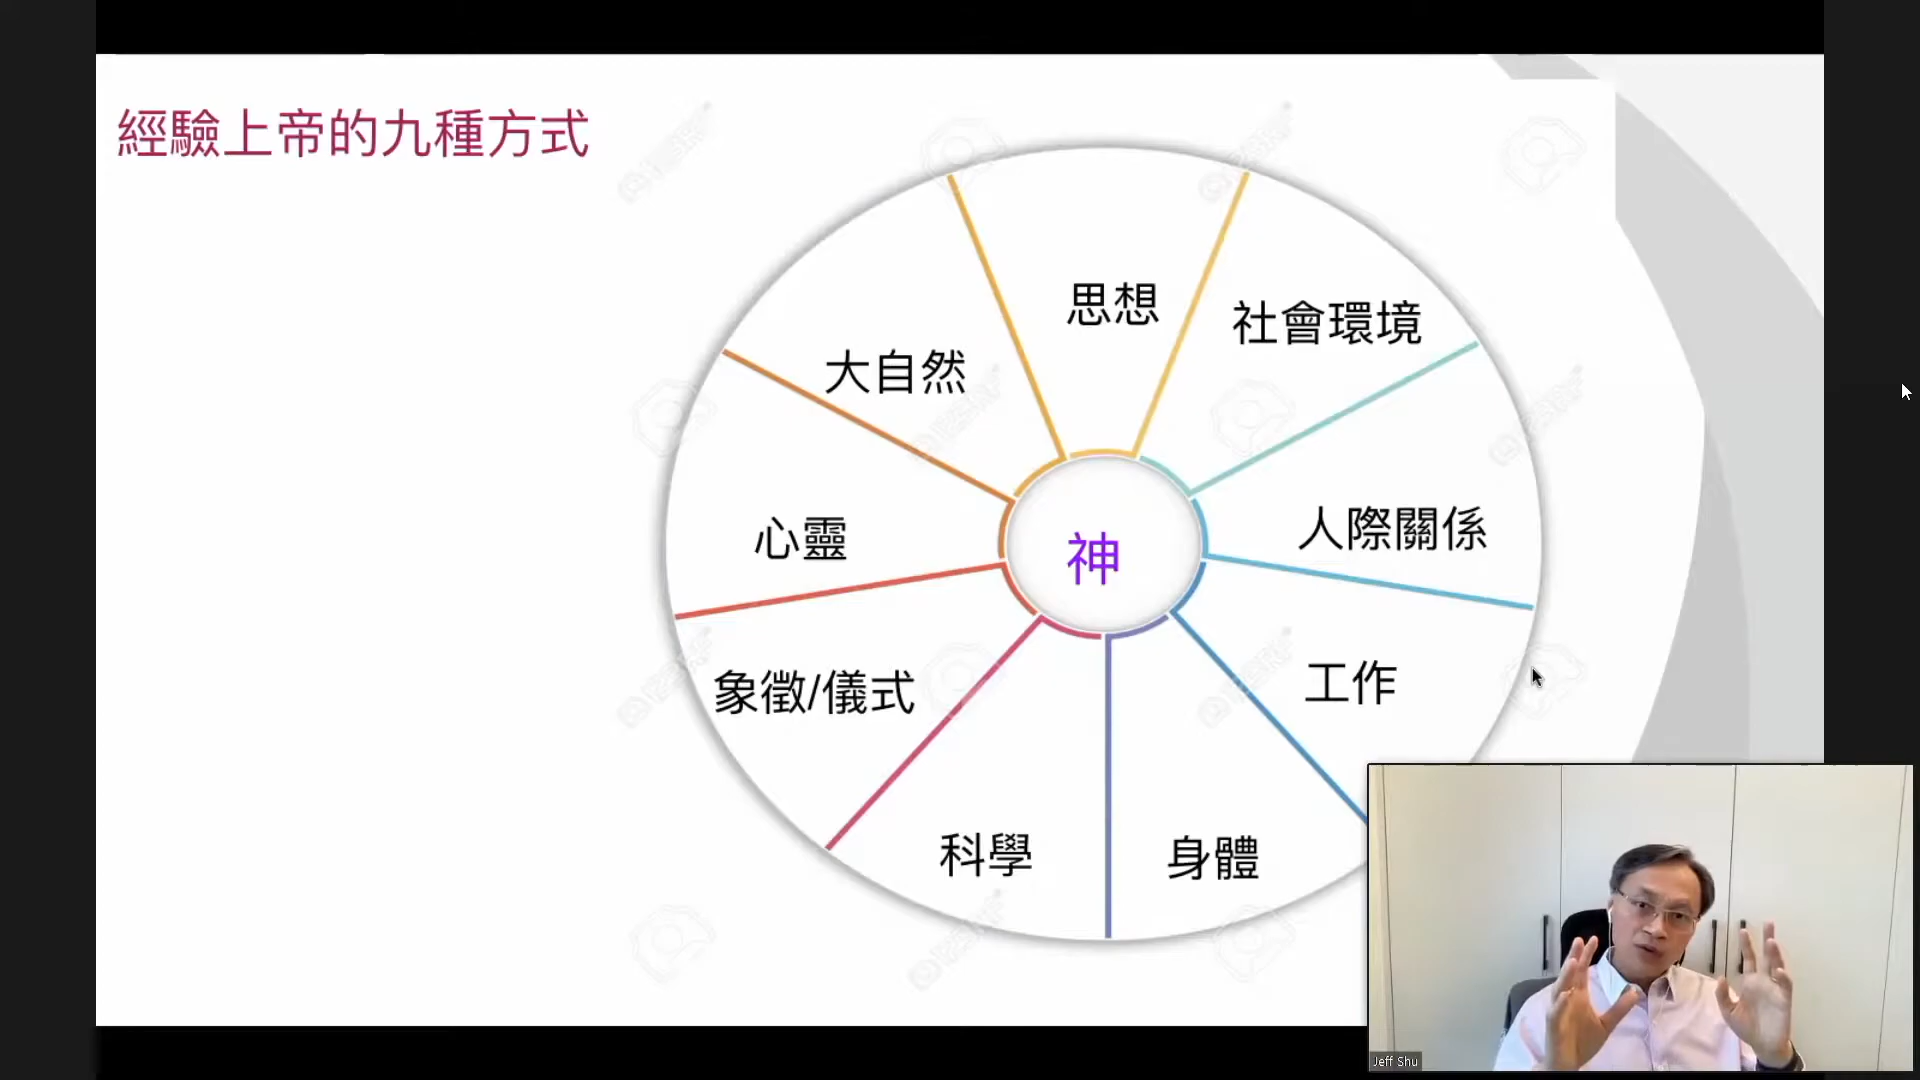 經驗上帝的九種方式
思想
社會環境
大自然
人際關係
心靈
神
象徵/儀式
工作
科學
身體
Jeff Shu